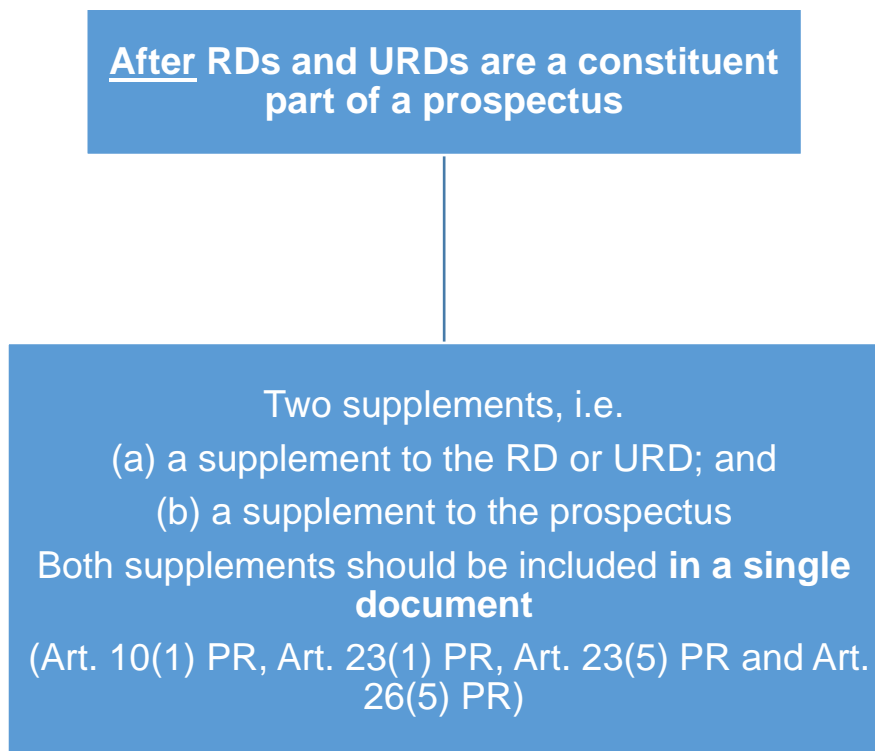 After RDs and URDs are a constituent
part of a prospectus
Two supplements, i.e.
(a) a supplement to the RD or URD; and
(b) a supplement to the prospectus
Both supplements should be included in a single
document
(Art. 10(1) PR, Art. 23(1) PR, Art. 23(5) PR and Art.
26(5) PR)